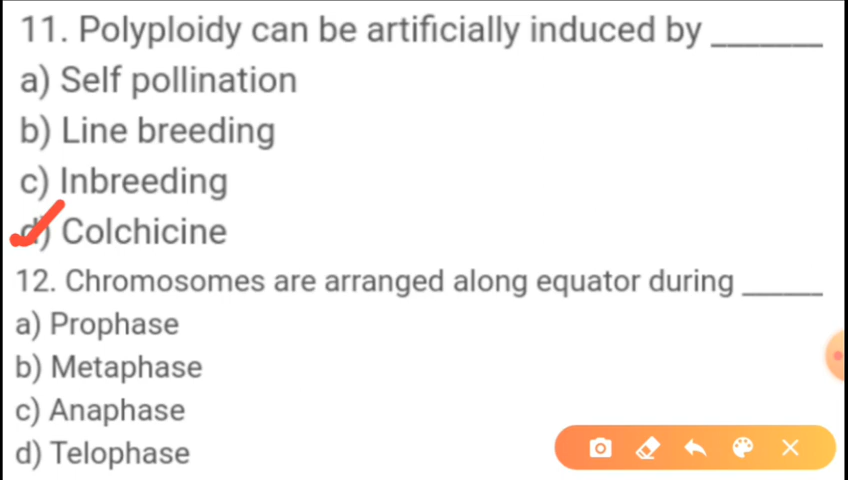 11. Polyploidy can be artificially induced by _______
a) Self pollination
b) Line breeding
c) Inbreeding
d) Colchicine
12. Chromosomes are arranged along equator during ______
a) Prophase
b) Metaphase
c) Anaphase
d) Telophase